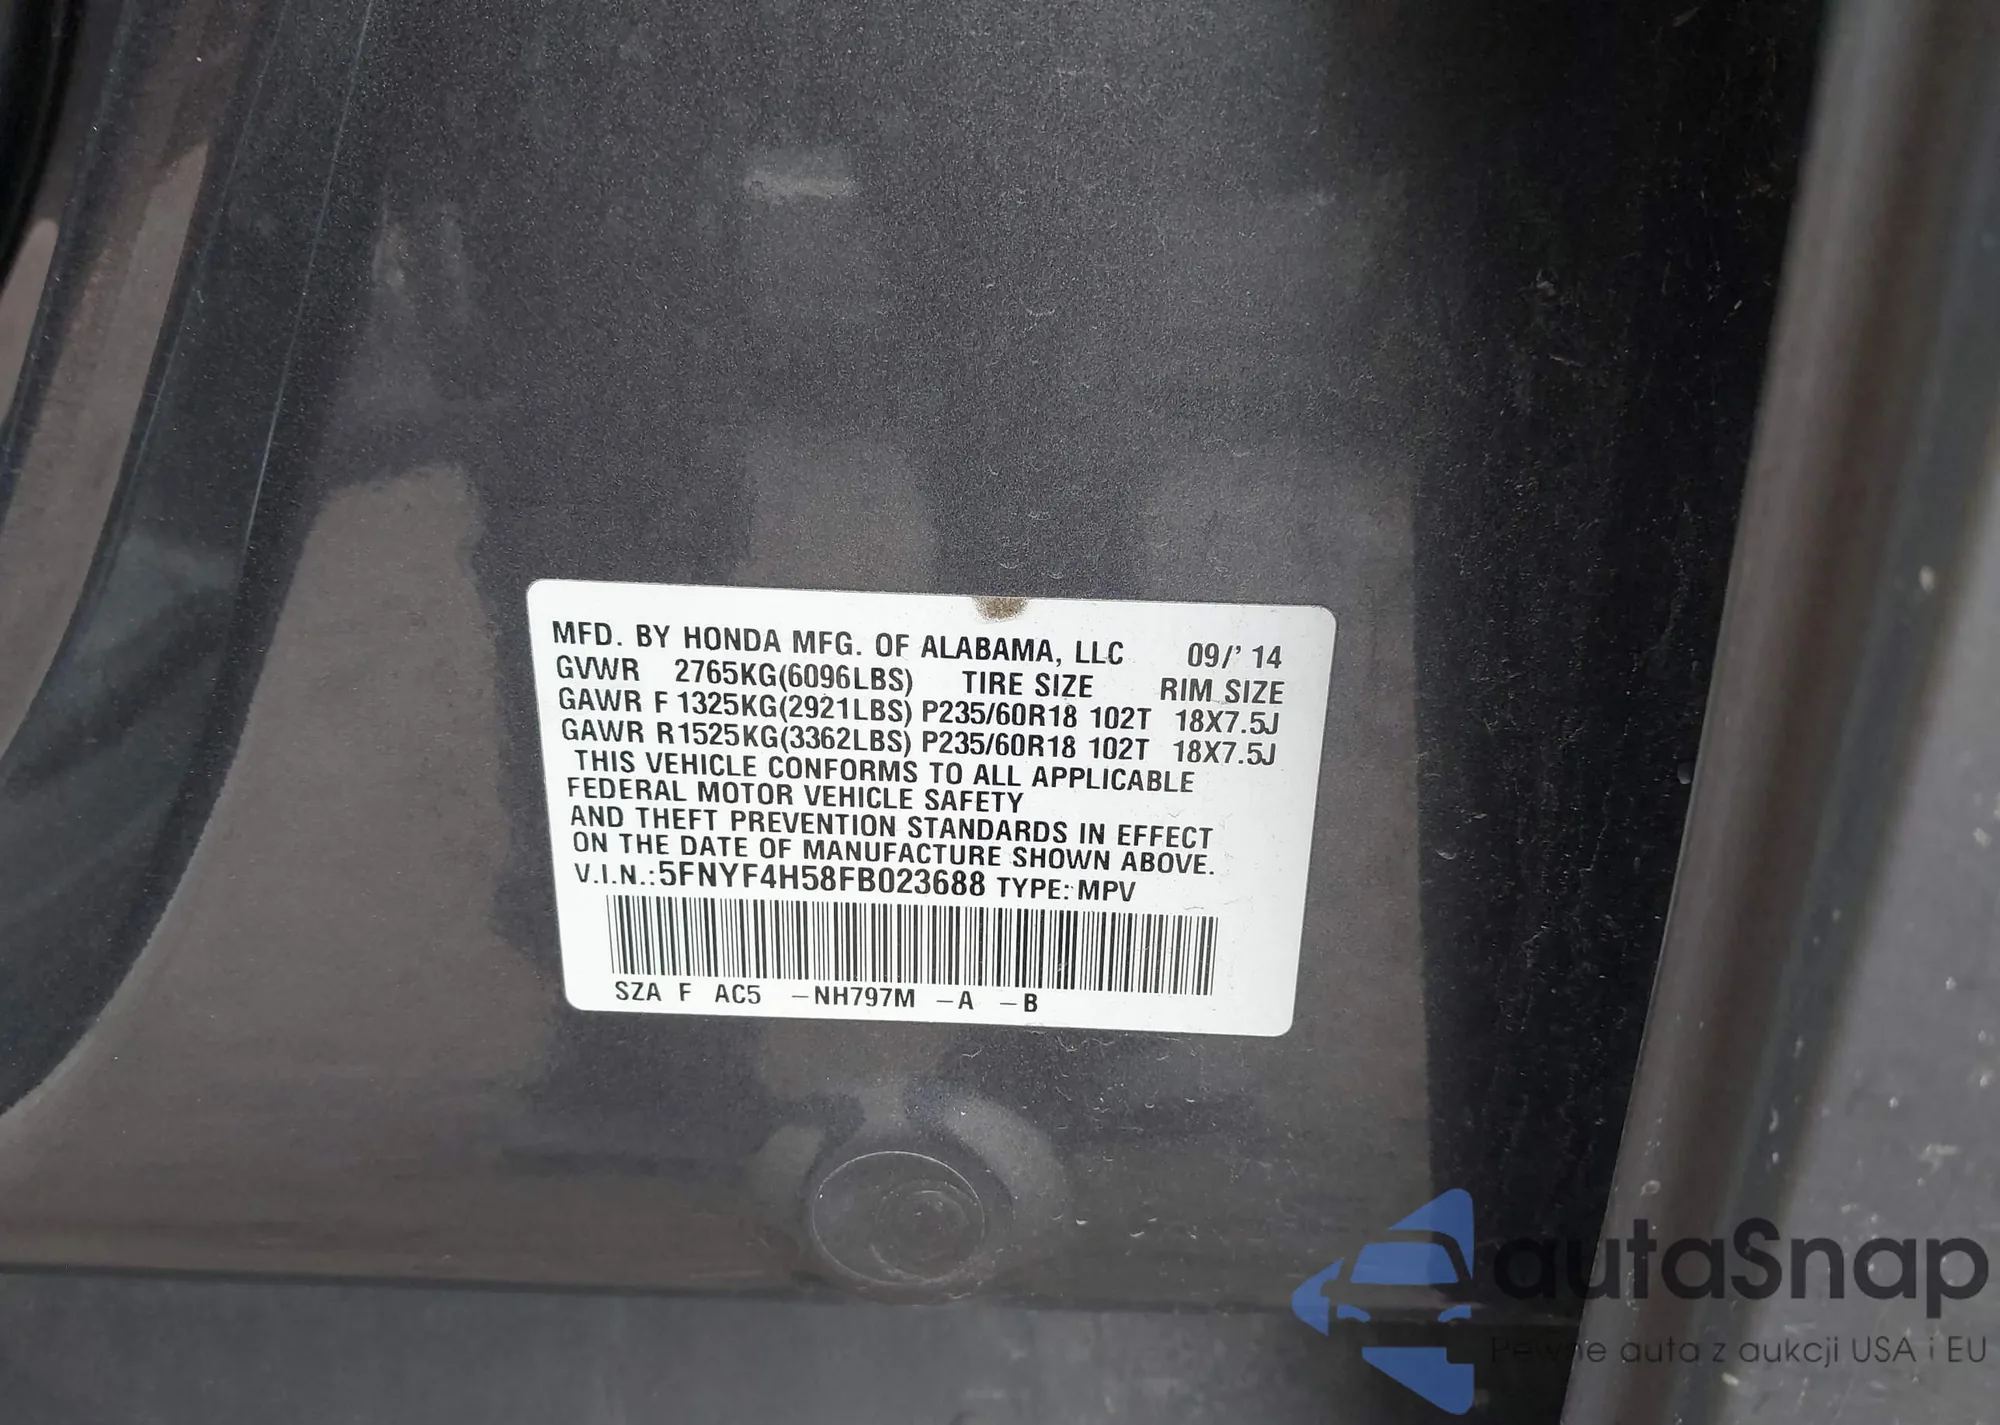 MFD. BY HONDA MFG. OF ALABAMA, LLC 09/' 14
GVWR 2765KG(6096LBS) TIRE SIZE RIM SIZE
GAWR F 1325KG(2921LBS) P235/60R18 102T 18X7.5J
GAWR R 1525KG(3362LBS) P235/60R18 102T 18X7.5J
THIS VEHICLE CONFORMS TO ALL APPLICABLE
FEDERAL MOTOR VEHICLE SAFETY
AND THEFT PREVENTION STANDARDS IN EFFECT
ON THE DATE OF MANUFACTURE SHOWN ABOVE.
V.I.N.:5FNYF4H58FB023688 TYPE: MPV
SZA F AC5 -NH797M -A -B
autaSnap
Pewne auta z aukcji USA i EU